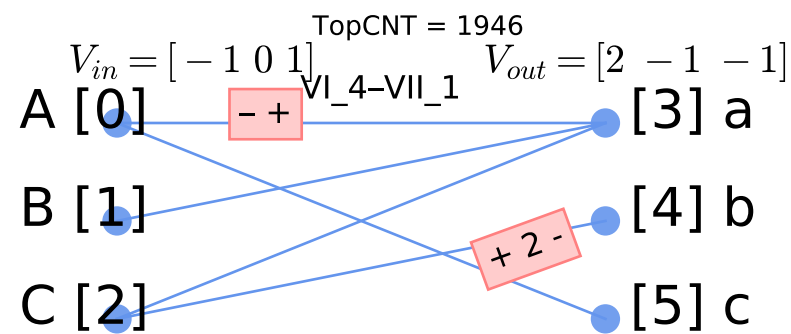 TopCNT = 1946
V_in = [ − 1 0 1] V_out = [2 − 1 − 1]
VI_4–VII_1
A [0] – + [3] a
B [1] [4] b
+ 2 -
C [2] [5] c